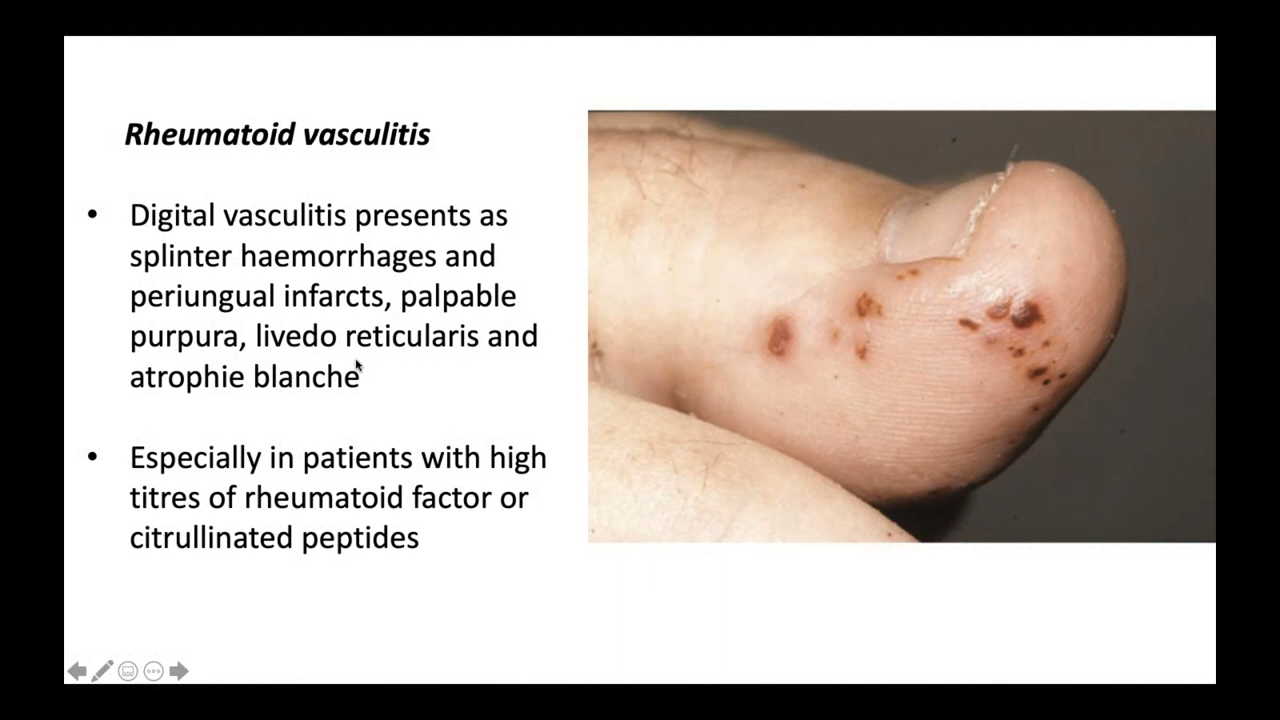 Rheumatoid vasculitis
• Digital vasculitis presents as
splinter haemorrhages and
periungual infarcts, palpable
purpura, livedo reticularis and
atrophie blanche
• Especially in patients with high
titres of rheumatoid factor or
citrullinated peptides